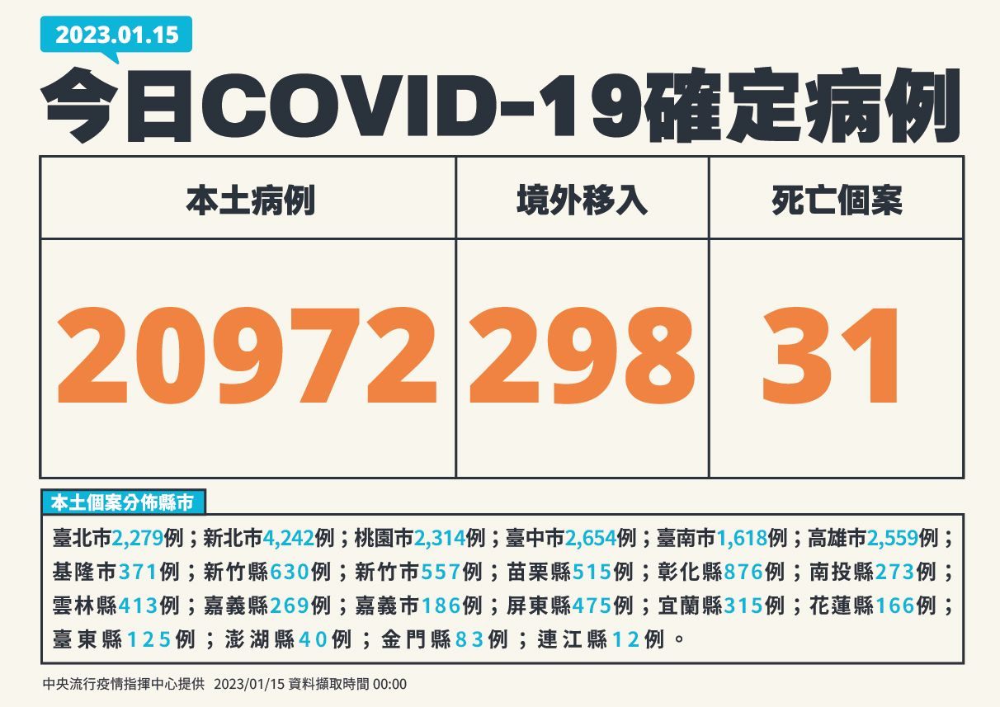 2023.01.15
今日COVID-19確定病例
本土病例 境外移入 死亡個案
20972 298 31
本土個案分佈縣市
臺北市2,279例；新北市4,242例；桃園市2,314例；臺中市2,654例；臺南市1,618例；高雄市2,559例；
基隆市371例；新竹縣630例；新竹市557例；苗栗縣515例；彰化縣876例；南投縣273例；
雲林縣413例；嘉義縣269例；嘉義市186例；屏東縣475例；宜蘭縣315例；花蓮縣166例；
臺東縣125例；澎湖縣40例；金門縣83例；連江縣12例。
中央流行疫情指揮中心提供 2023/01/15 資料擷取時間 00:00